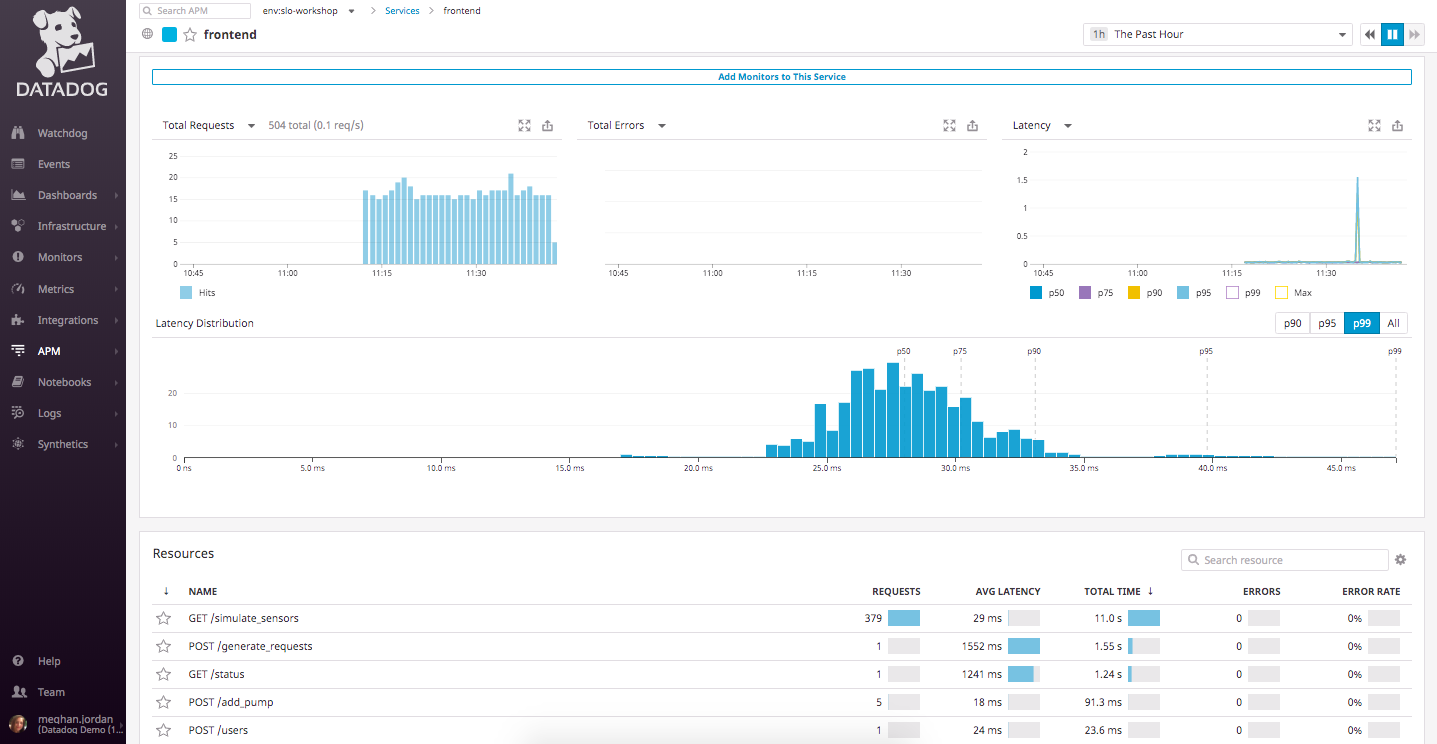 DATADOG
Watchdog
Events
Dashboards
Infrastructure
Monitors
Metrics
Integrations
APM
Notebooks
Logs
Synthetics
Help
Team
meghan.jordan
(Datadog Demo (1...
Search APM
env:slo-workshop
Services
frontend
frontend
1h The Past Hour
Add Monitors to This Service
Total Requests
504 total (0.1 req/s)
25
20
15
10
5
0
10:45
11:00
11:15
11:30
Hits
Total Errors
10:45
11:00
11:15
11:30
Latency
2
1.5
1
0.5
0
10:45
11:00
11:15
11:30
p50
p75
p90
p95
p99
Max
Latency Distribution
p90
p95
p99
All
p50
p75
p90
p95
p99
20
10
0
0 ns
5.0 ms
10.0 ms
15.0 ms
20.0 ms
25.0 ms
30.0 ms
35.0 ms
40.0 ms
45.0 ms
Resources
Search resource
NAME REQUESTS AVG LATENCY TOTAL TIME ERRORS ERROR RATE
GET /simulate_sensors 379 29 ms 11.0 s 0 0%
POST /generate_requests 1 1552 ms 1.55 s 0 0%
GET /status 1 1241 ms 1.24 s 0 0%
POST /add_pump 5 18 ms 91.3 ms 0 0%
POST /users 1 24 ms 23.6 ms 0 0%